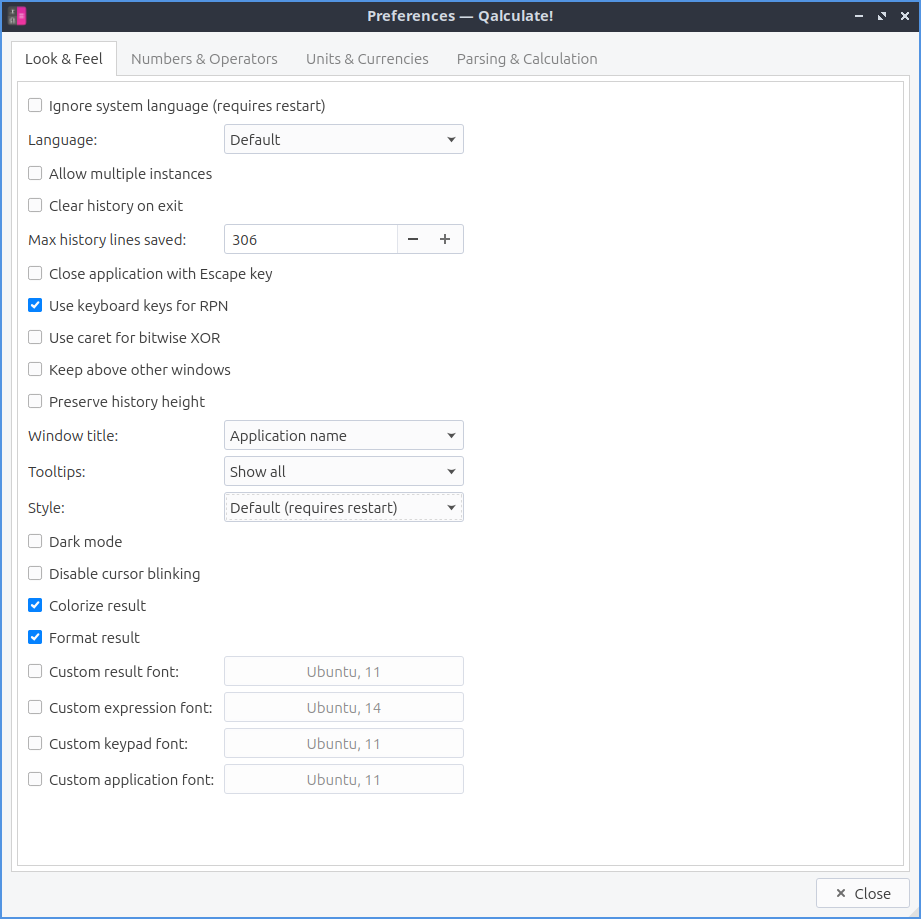 Preferences — Qalculate!
Look & Feel Numbers & Operators Units & Currencies Parsing & Calculation
Ignore system language (requires restart)
Language: Default
Allow multiple instances
Clear history on exit
Max history lines saved: 306
Close application with Escape key
Use keyboard keys for RPN
Use caret for bitwise XOR
Keep above other windows
Preserve history height
Window title: Application name
Tooltips: Show all
Style: Default (requires restart)
Dark mode
Disable cursor blinking
Colorize result
Format result
Custom result font: Ubuntu, 11
Custom expression font: Ubuntu, 14
Custom keypad font: Ubuntu, 11
Custom application font: Ubuntu, 11
Close